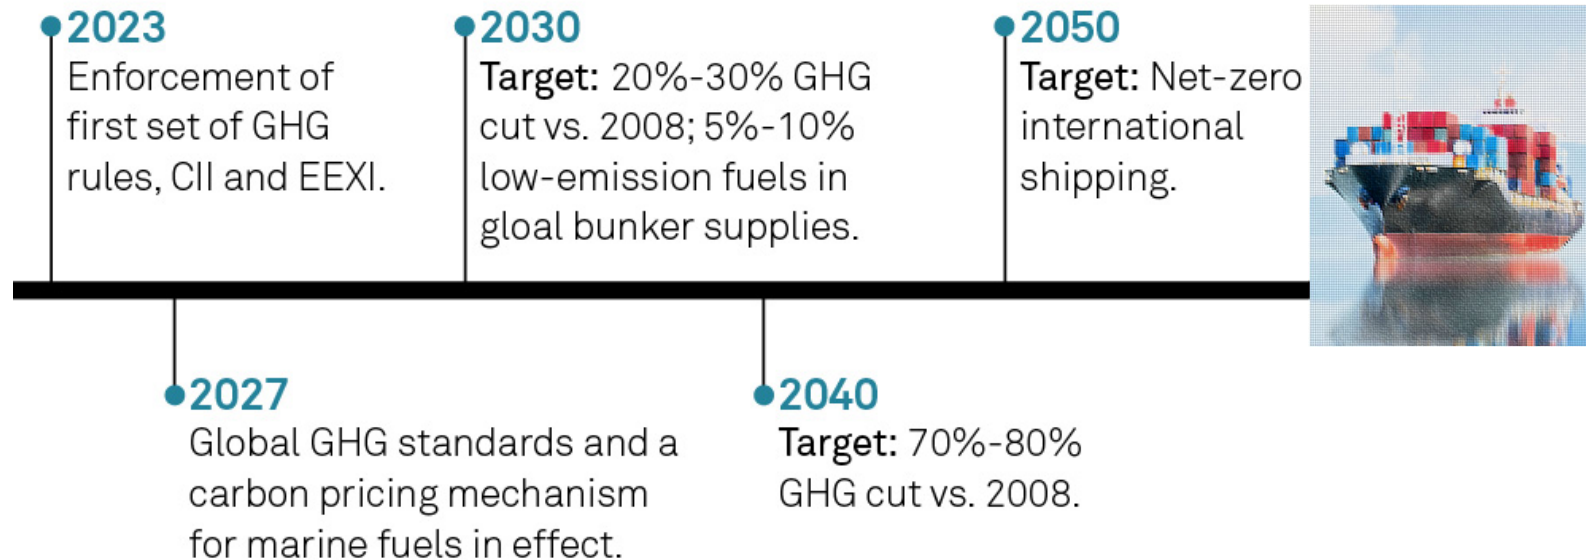 2023
Enforcement of
first set of GHG
rules, CII and EEXI.
2027
Global GHG standards and a
carbon pricing mechanism
for marine fuels in effect.
2030
Target: 20%-30% GHG
cut vs. 2008; 5%-10%
low-emission fuels in
gloal bunker supplies.
2040
Target: 70%-80%
GHG cut vs. 2008.
2050
Target: Net-zero
international
shipping.